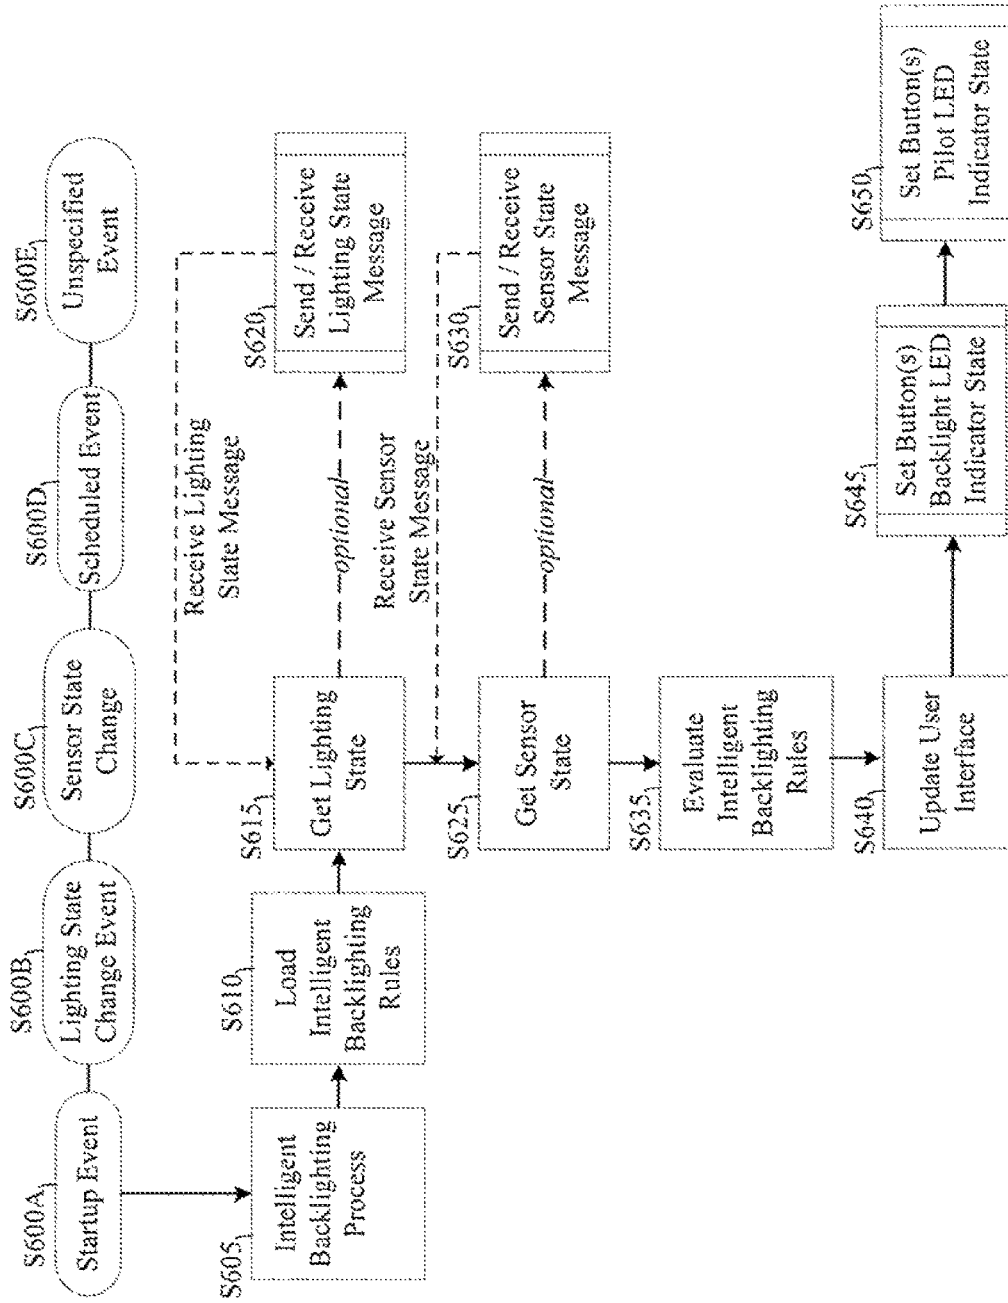 S600A
Startup Event
S600B
Lighting State
Change Event
S600C
Sensor State
Change
S600D
Scheduled Event
S600E
Unspecified
Event
Receive Lighting
State Message
S605
Intelligent
Backlighting
Process
S610
Load
Intelligent
Backlighting
Rules
S615
Get Lighting
State
optional
S620
Send / Receive
Lighting State
Message
Receive Sensor
State Message
S625
Get Sensor
State
optional
S630
Send / Receive
Sensor State
Message
S635
Evaluate
Intelligent
Backlighting
Rules
S640
Update User
Interface
S645
Set Button(s)
Backlight LED
Indicator State
S650
Set Button(s)
Pilot LED
Indicator State